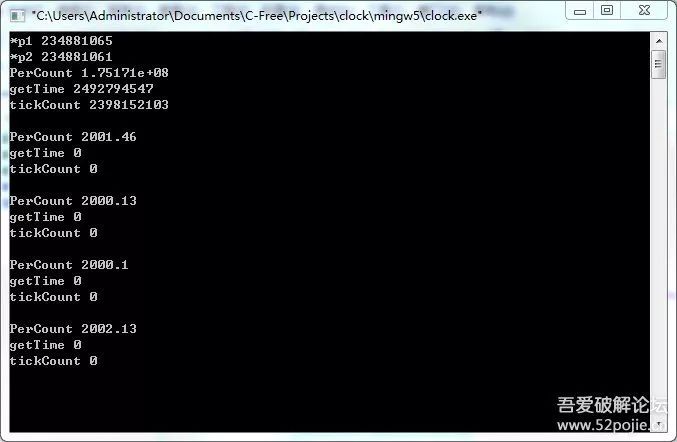 "C:\Users\Administrator\Documents\C-Free\Projects\clock\mingw5\clock.exe"
*p1 234881065
*p2 234881061
PerCount 1.75171e+08
getTime 2492794547
tickCount 2398152103
PerCount 2001.46
getTime 0
tickCount 0
PerCount 2000.13
getTime 0
tickCount 0
PerCount 2000.1
getTime 0
tickCount 0
PerCount 2002.13
getTime 0
tickCount 0
吾爱破解论坛
www.52pojie.c